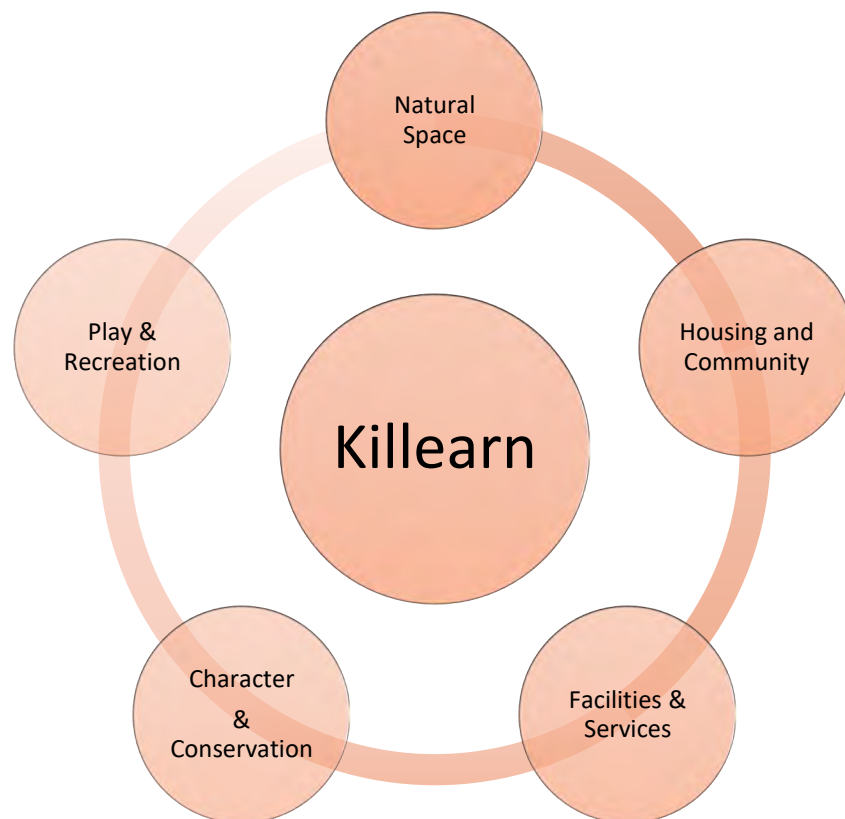 Natural
Space
Housing and
Community
Facilities &
Services
Character
&
Conservation
Play &
Recreation
Killearn